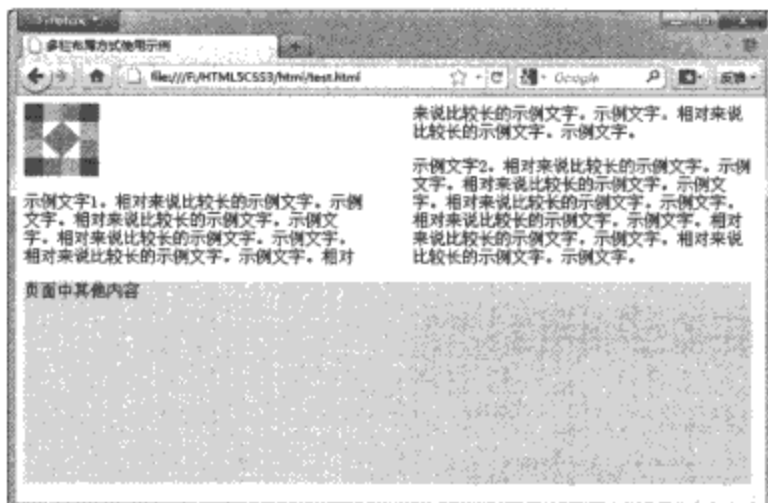 Firefox
多栏布局方式使用示例
file:///F:/HTML5CSS3/html/test.html
Google
反馈
示例文字1。相对来说比较长的示例文字。示例
文字。相对来说比较长的示例文字。示例文
字。相对来说比较长的示例文字。示例文字。
相对来说比较长的示例文字。示例文字。相对
来说比较长的示例文字。示例文字。相对来说
比较长的示例文字。示例文字。
示例文字2。相对来说比较长的示例文字。示例
文字。相对来说比较长的示例文字。示例文
字。相对来说比较长的示例文字。示例文字。
相对来说比较长的示例文字。示例文字。相对
来说比较长的示例文字。示例文字。相对来说
比较长的示例文字。示例文字。
页面中其他内容